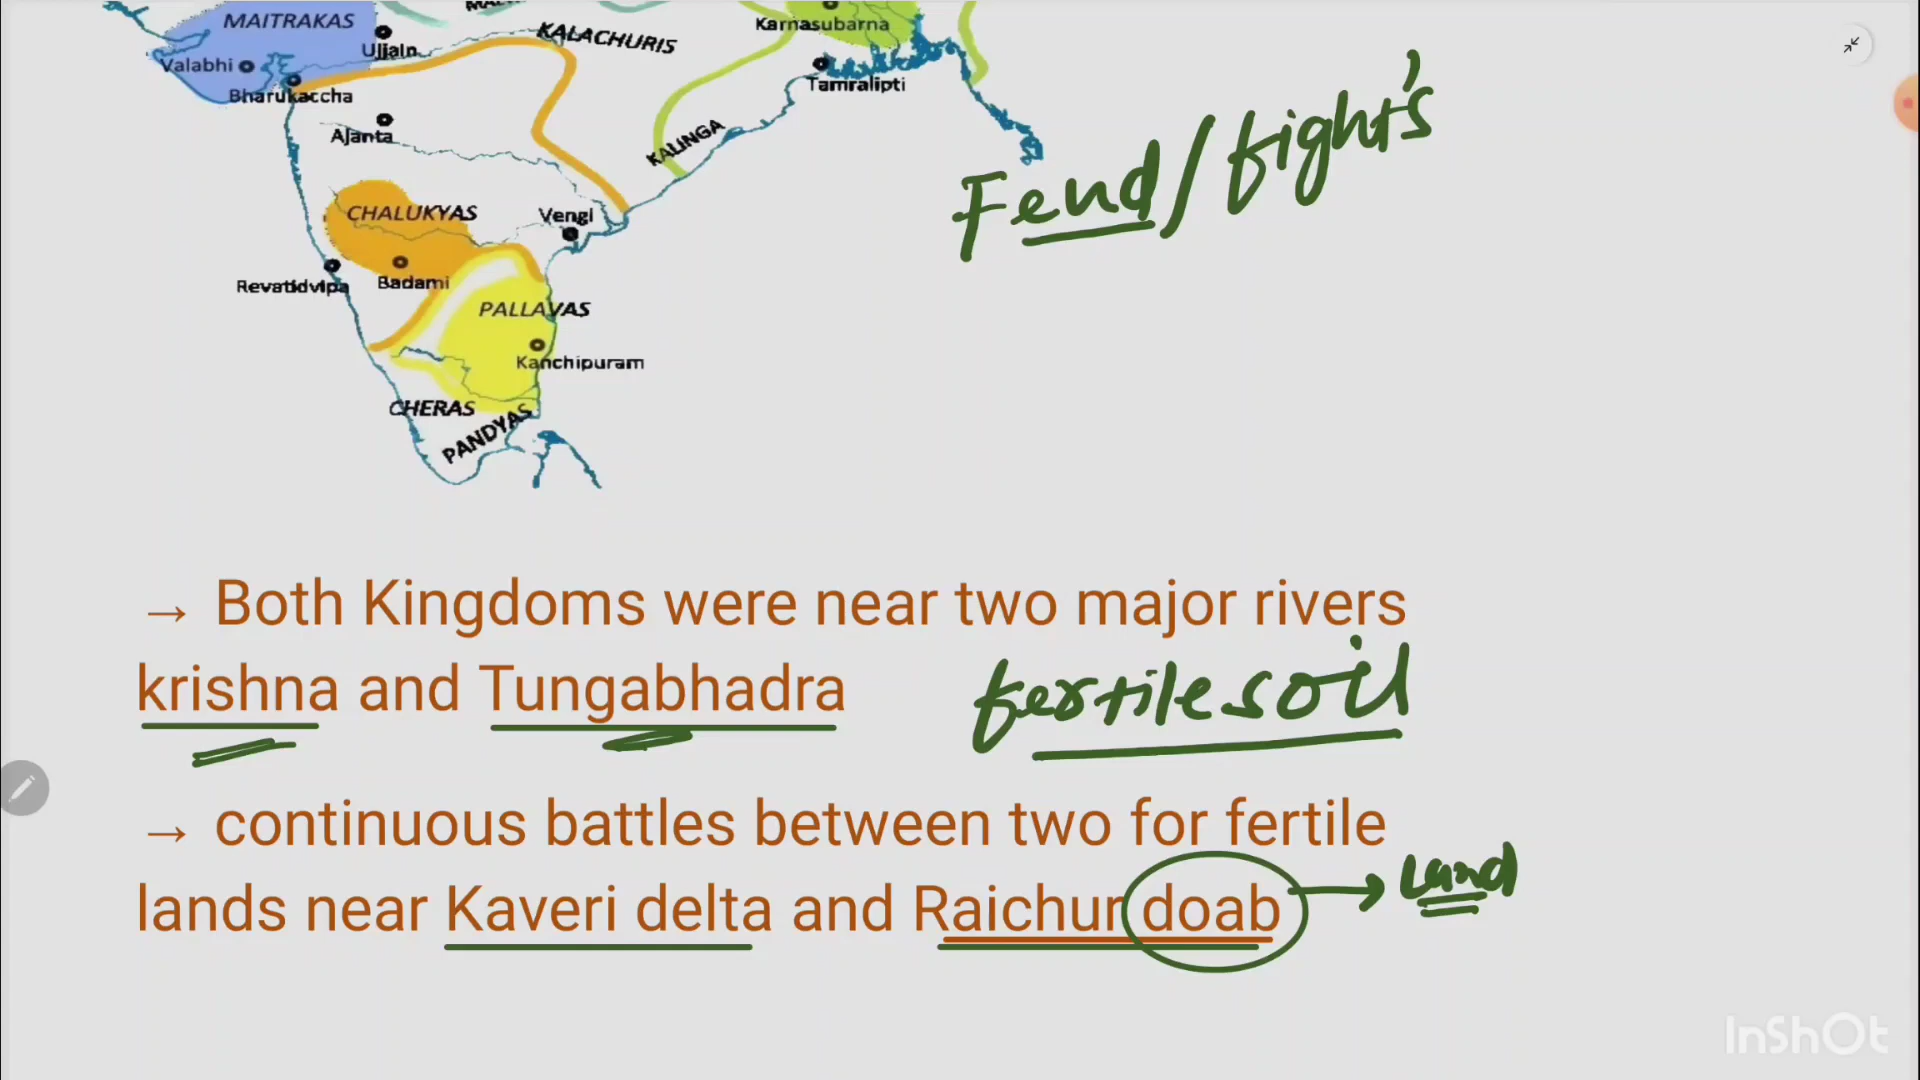 MAITRAKAS
Ujjain
KALACHURIS
Karnasubarna
Valabhi
Bharukaccha
Tamralipti
Ajanta
KALINGA
Feud/fight's
CHALUKYAS
Vengi
Revatidvipa
Badami
PALLAVAS
Kanchipuram
CHERAS
PANDYAS
→ Both Kingdoms were near two major rivers
krishna and Tungabhadra
fertile soil
→ continuous battles between two for fertile
lands near Kaveri delta and Raichur doab
→ Land
InShOt